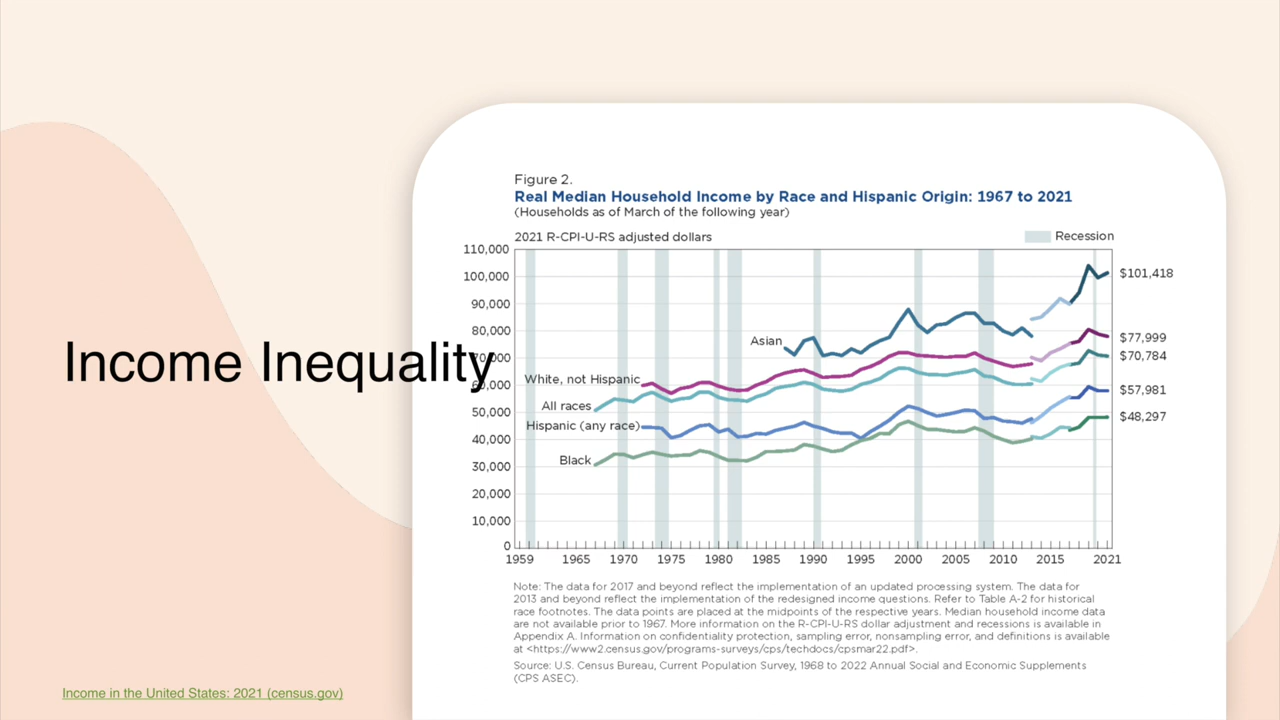 Income Inequality
Figure 2.
Real Median Household Income by Race and Hispanic Origin: 1967 to 2021
(Households as of March of the following year)
2021 R-CPI-U-RS adjusted dollars
Recession
110,000
100,000
90,000
80,000
70,000
60,000
50,000
40,000
30,000
20,000
10,000
0
Asian
White, not Hispanic
All races
Hispanic (any race)
Black
$101,418
$77,999
$70,784
$57,981
$48,297
1959 1965 1970 1975 1980 1985 1990 1995 2000 2005 2010 2015 2021
Note: The data for 2017 and beyond reflect the implementation of an updated processing system. The data for
2013 and beyond reflect the implementation of the redesigned income questions. Refer to Table A-2 for historical
race footnotes. The data points are placed at the midpoints of the respective years. Median household income data
are not available prior to 1967. More information on the R-CPI-U-RS dollar adjustment and recessions is available in
Appendix A. Information on confidentiality protection, sampling error, nonsampling error, and definitions is available
at <https://www2.census.gov/programs-surveys/cps/techdocs/cpsmar22.pdf>.
Source: U.S. Census Bureau, Current Population Survey, 1968 to 2022 Annual Social and Economic Supplements
(CPS ASEC).
Income in the United States: 2021 (census.gov)